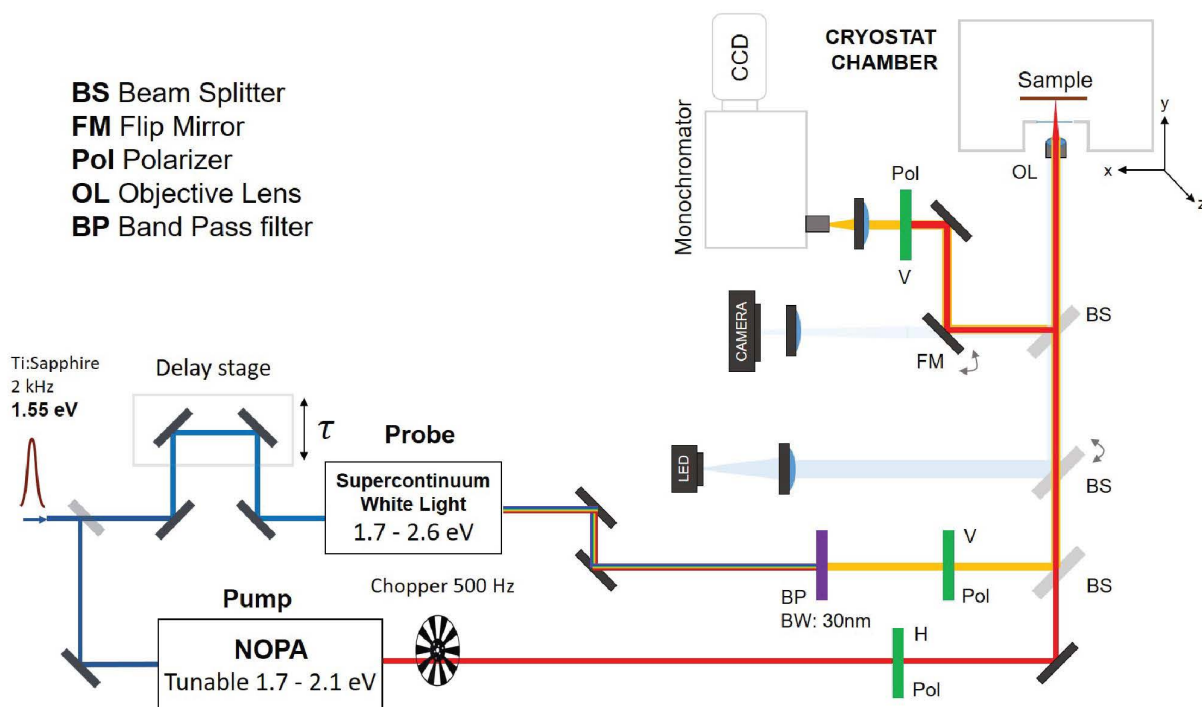 BS Beam Splitter
FM Flip Mirror
Pol Polarizer
OL Objective Lens
BP Band Pass filter
CCD
Monochromator
CRYOSTAT
CHAMBER
Sample
OL
y
x
z
Pol
V
CAMERA
FM
BS
LED
BS
Ti:Sapphire
2 kHz
1.55 eV
Delay stage
τ
Probe
Supercontinuum
White Light
1.7 - 2.6 eV
BP
BW: 30nm
V
Pol
BS
Pump
NOPA
Tunable 1.7 - 2.1 eV
Chopper 500 Hz
H
Pol